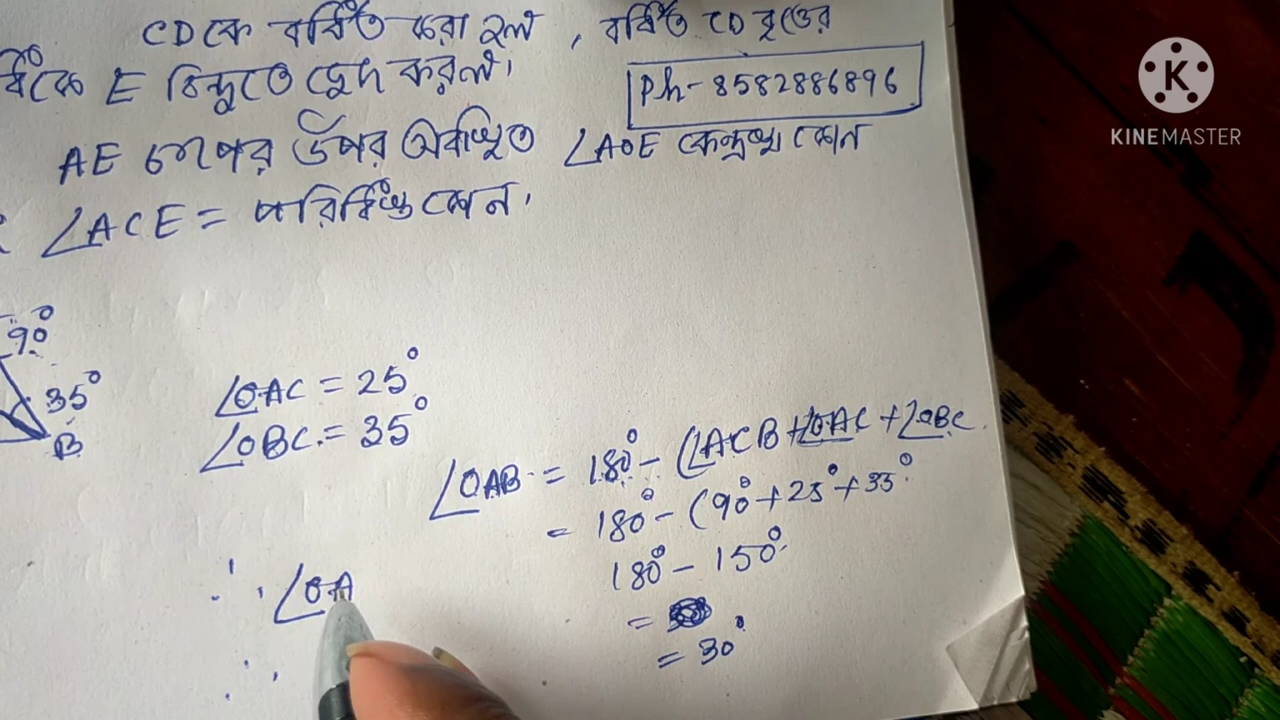 CD কে বর্ধিত করা হল, বর্ধিত CD বৃত্তের
কে E বিন্দুতে ছেদ করল।
Ph-8582886896
AE চাপের উপর অবস্থিত ∠AOE কেন্দ্রস্থ কোন
∠ACE = পরিধিস্থ কোন.
90°
35°
B
∠OAC = 25°
∠OBC = 35°
∠OAB = 180° - (∠ACB + ∠OAC + ∠OBC
= 180° - (90° + 25° + 35°
180° - 150°
=
= 30°
∴ ∠OA
∴
K
KINEMASTER